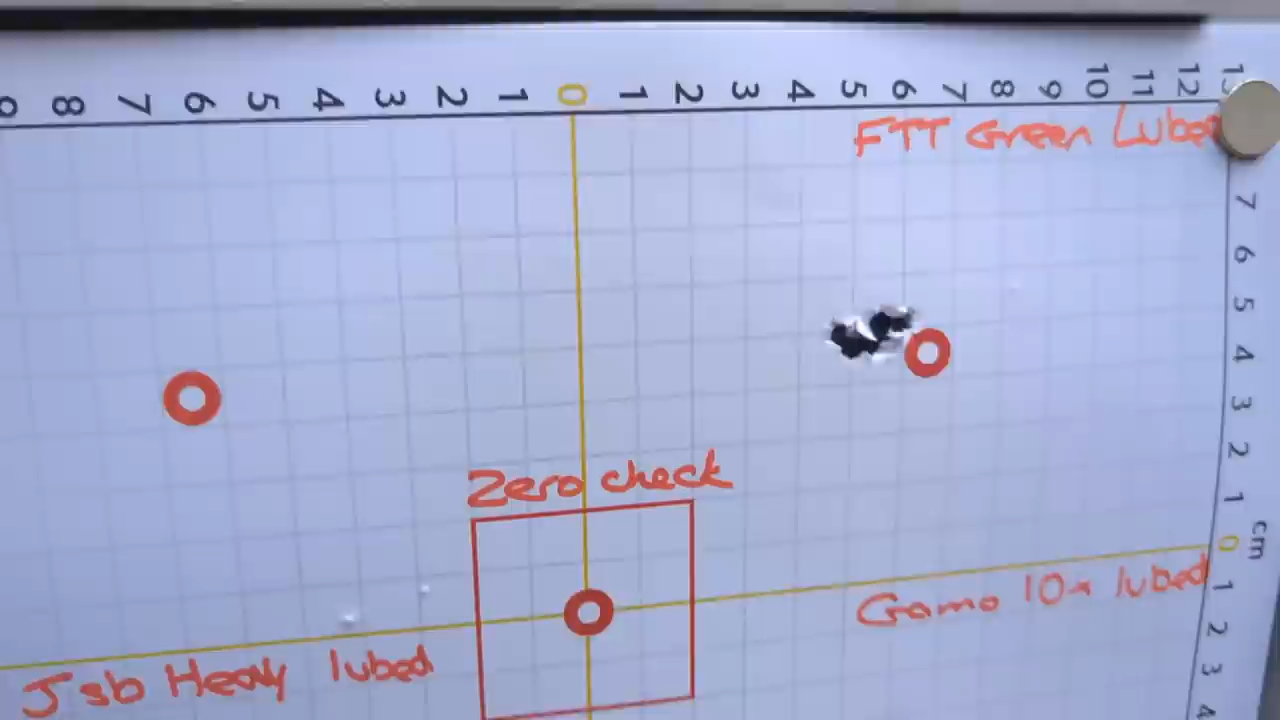 8 7 6 5 4 3 2 1 0 1 2 3 4 5 6 7 8 9 10 11 12
FTT Green Lubed
7
6
5
4
3
2
1
0
cm
1
2
3
4
Zero check
Gamo 10x lubed
Jsb Heavy lubed